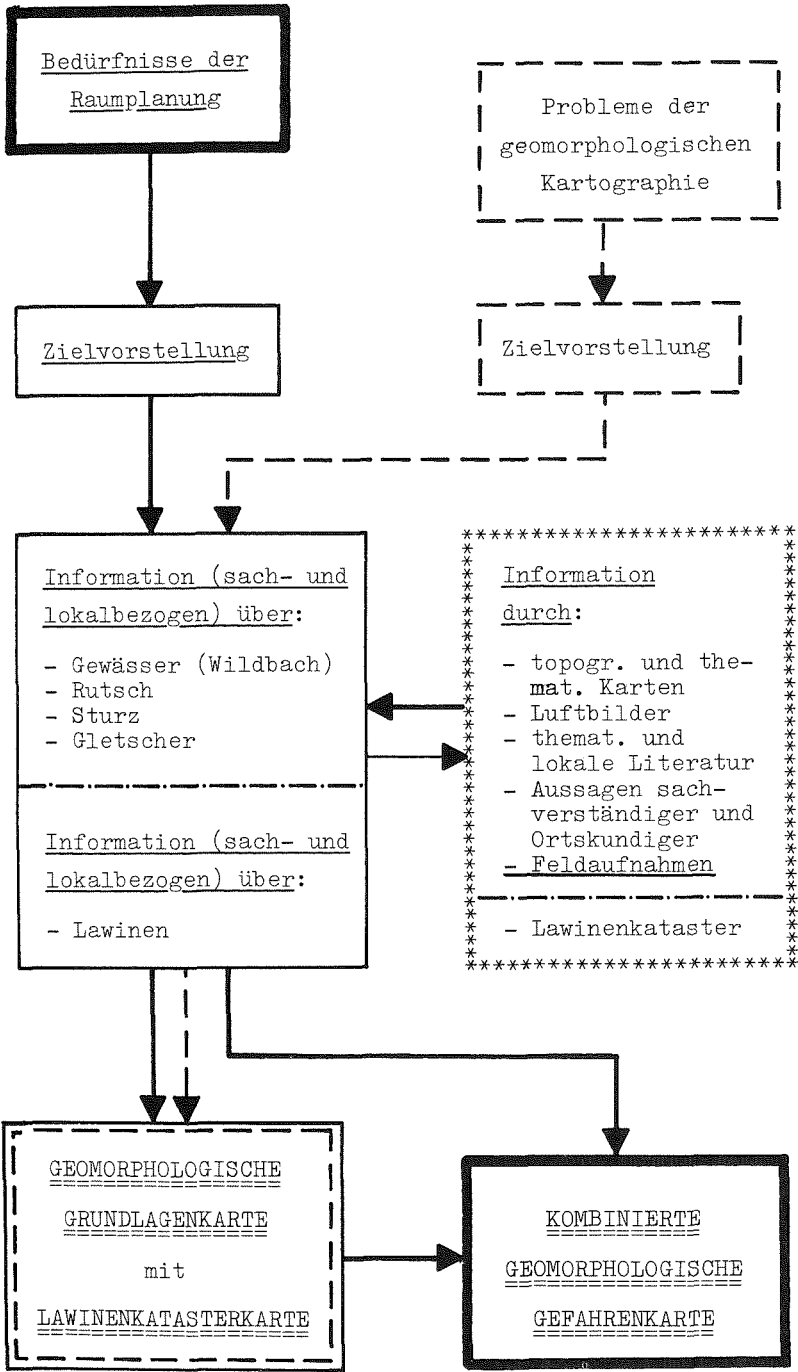 Bedürfnisse der
Raumplanung
Probleme der
geomorphologischen
Kartographie
Zielvorstellung
Zielvorstellung
Information (sach- und
lokalbezogen) über:
- Gewässer (Wildbach)
- Rutsch
- Sturz
- Gletscher
Information (sach- und
lokalbezogen) über:
- Lawinen
Information
durch:
- topogr. und the-
mat. Karten
- Luftbilder
- themat. und
lokale Literatur
- Aussagen sach-
verständiger und
Ortskundiger
- Feldaufnahmen
- Lawinenkataster
GEOMORPHOLOGISCHE
GRUNDLAGENKARTE
mit
LAWINENKATASTERKARTE
KOMBINIERTE
GEOMORPHOLOGISCHE
GEFAHRENKARTE